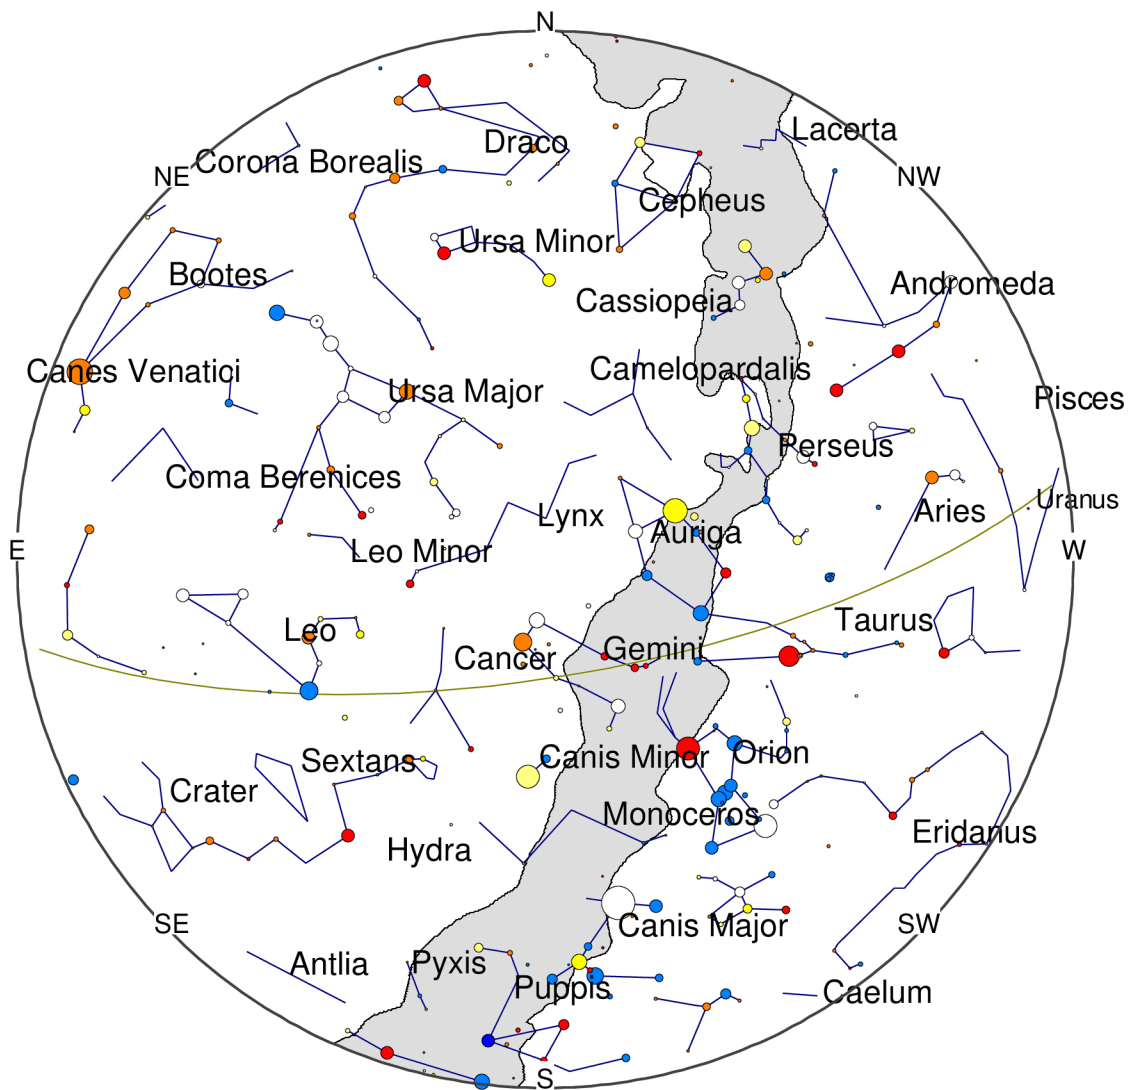 N
Lacerta
Draco
Corona Borealis
NE
NW
Cepheus
Ursa Minor
Bootes
Andromeda
Cassiopeia
Canes Venatici
Camelopardalis
Ursa Major
Pisces
Perseus
Coma Berenices
Uranus
Aries
Lynx
Auriga
E
Leo Minor
W
Taurus
Leo
Gemini
Cancer
Canis Minor
Orion
Sextans
Crater
Monoceros
Eridanus
Hydra
SE
Canis Major
SW
Antlia
Pyxis
Puppis
Caelum
S